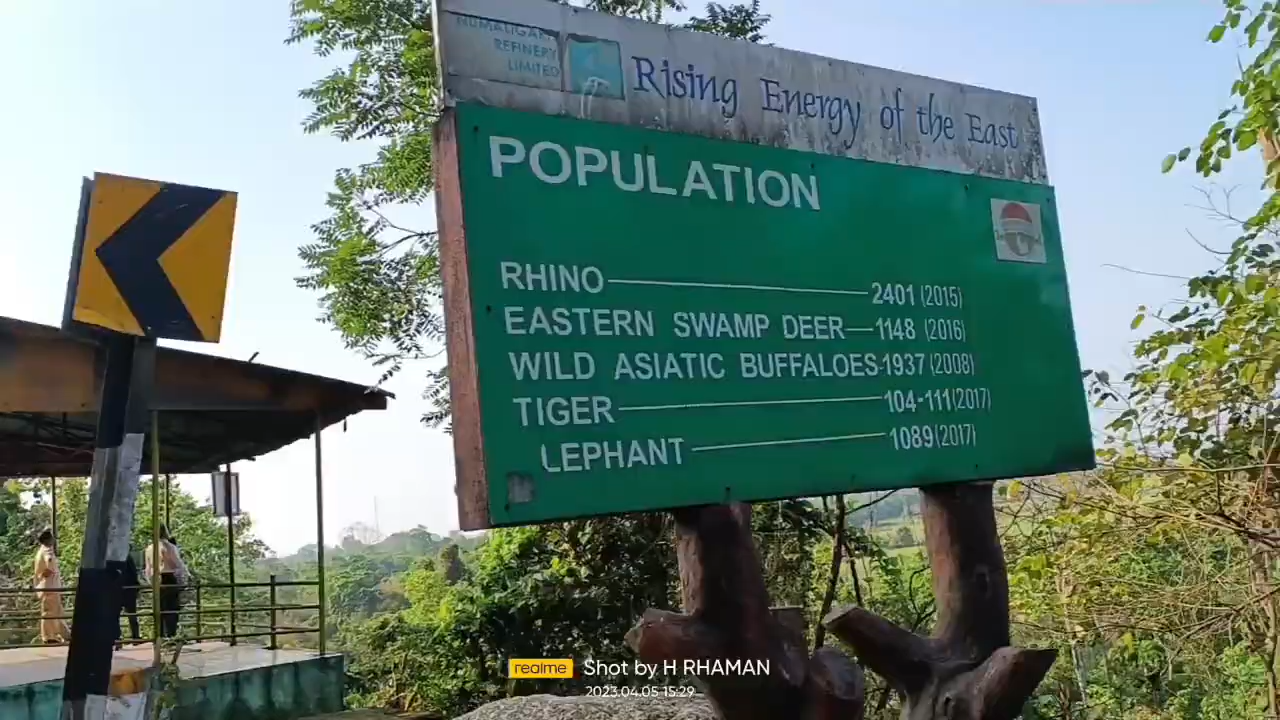 NUMALIGARH
REFINERY
LIMITED
Rising Energy of the East
POPULATION
RHINO 2401 (2015)
EASTERN SWAMP DEER 1148 (2016)
WILD ASIATIC BUFFALOES 1937 (2008)
TIGER 104-111 (2017)
LEPHANT 1089 (2017)
realme Shot by H RHAMAN
2023.04.05 15:29